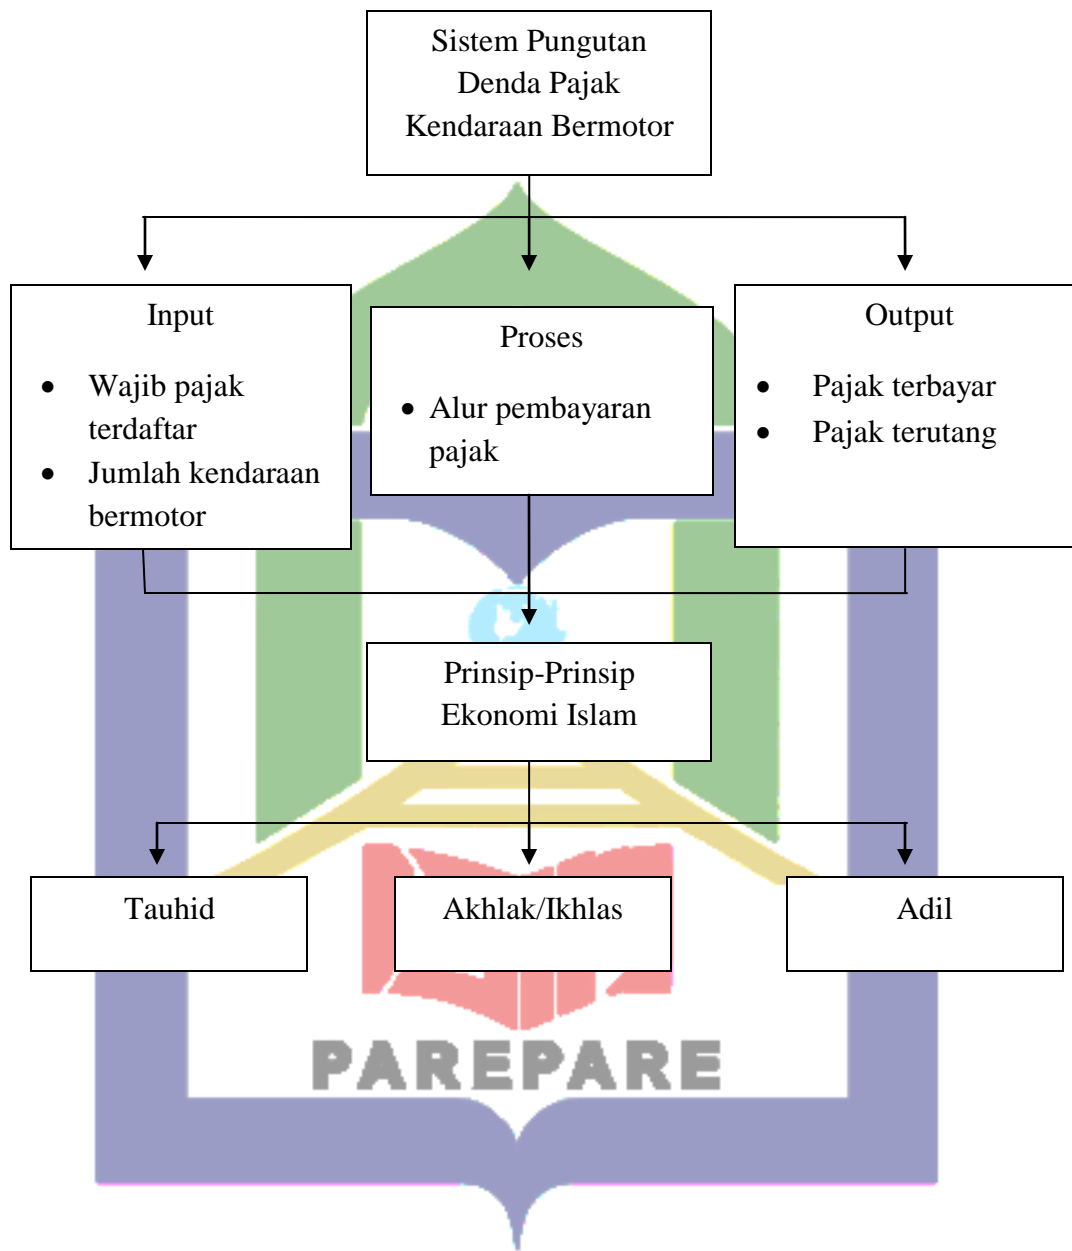 Sistem Pungutan
Denda Pajak
Kendaraan Bermotor
Input
• Wajib pajak
terdaftar
• Jumlah kendaraan
bermotor
Proses
• Alur pembayaran
pajak
Output
• Pajak terbayar
• Pajak terutang
Prinsip-Prinsip
Ekonomi Islam
Tauhid
Akhlak/Ikhlas
Adil
PAREPARE